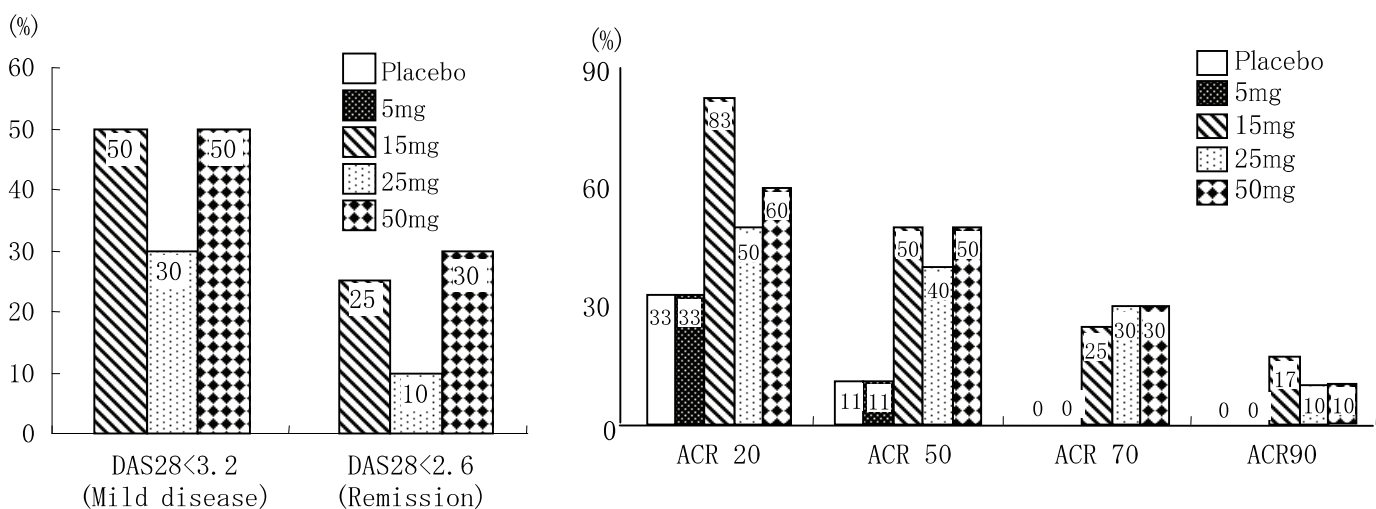 (%)
60
50
40
30
20
10
0
Placebo
5mg
15mg
25mg
50mg
50
30
50
25
10
30
DAS28<3.2
(Mild disease)
DAS28<2.6
(Remission)
(%)
90
60
30
0
Placebo
5mg
15mg
25mg
50mg
33
33
83
50
60
11
11
50
40
50
0
0
25
30
30
0
0
17
10
10
ACR 20
ACR 50
ACR 70
ACR90